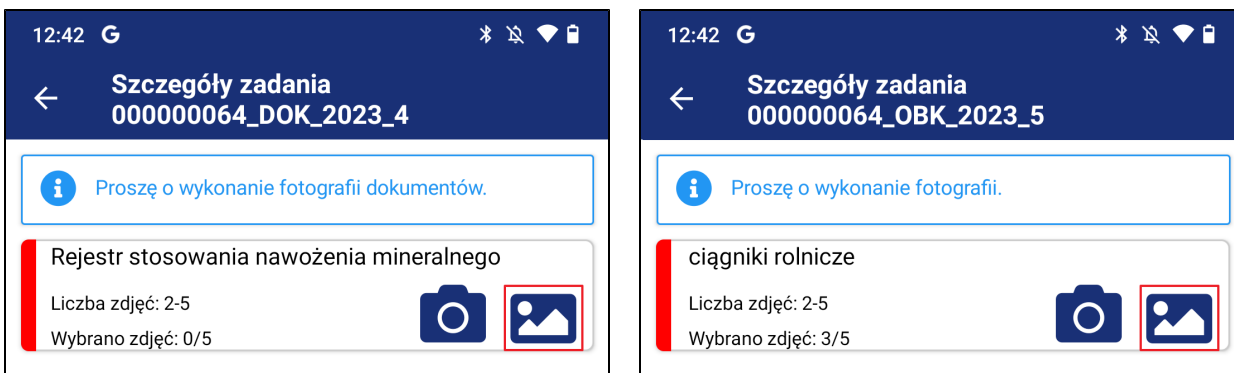 12:42 G
Szczegóły zadania
000000064_DOK_2023_4
Proszę o wykonanie fotografii dokumentów.
Rejestr stosowania nawożenia mineralnego
Liczba zdjęć: 2-5
Wybrano zdjęć: 0/5
12:42 G
Szczegóły zadania
000000064_OBK_2023_5
Proszę o wykonanie fotografii.
ciągniki rolnicze
Liczba zdjęć: 2-5
Wybrano zdjęć: 3/5